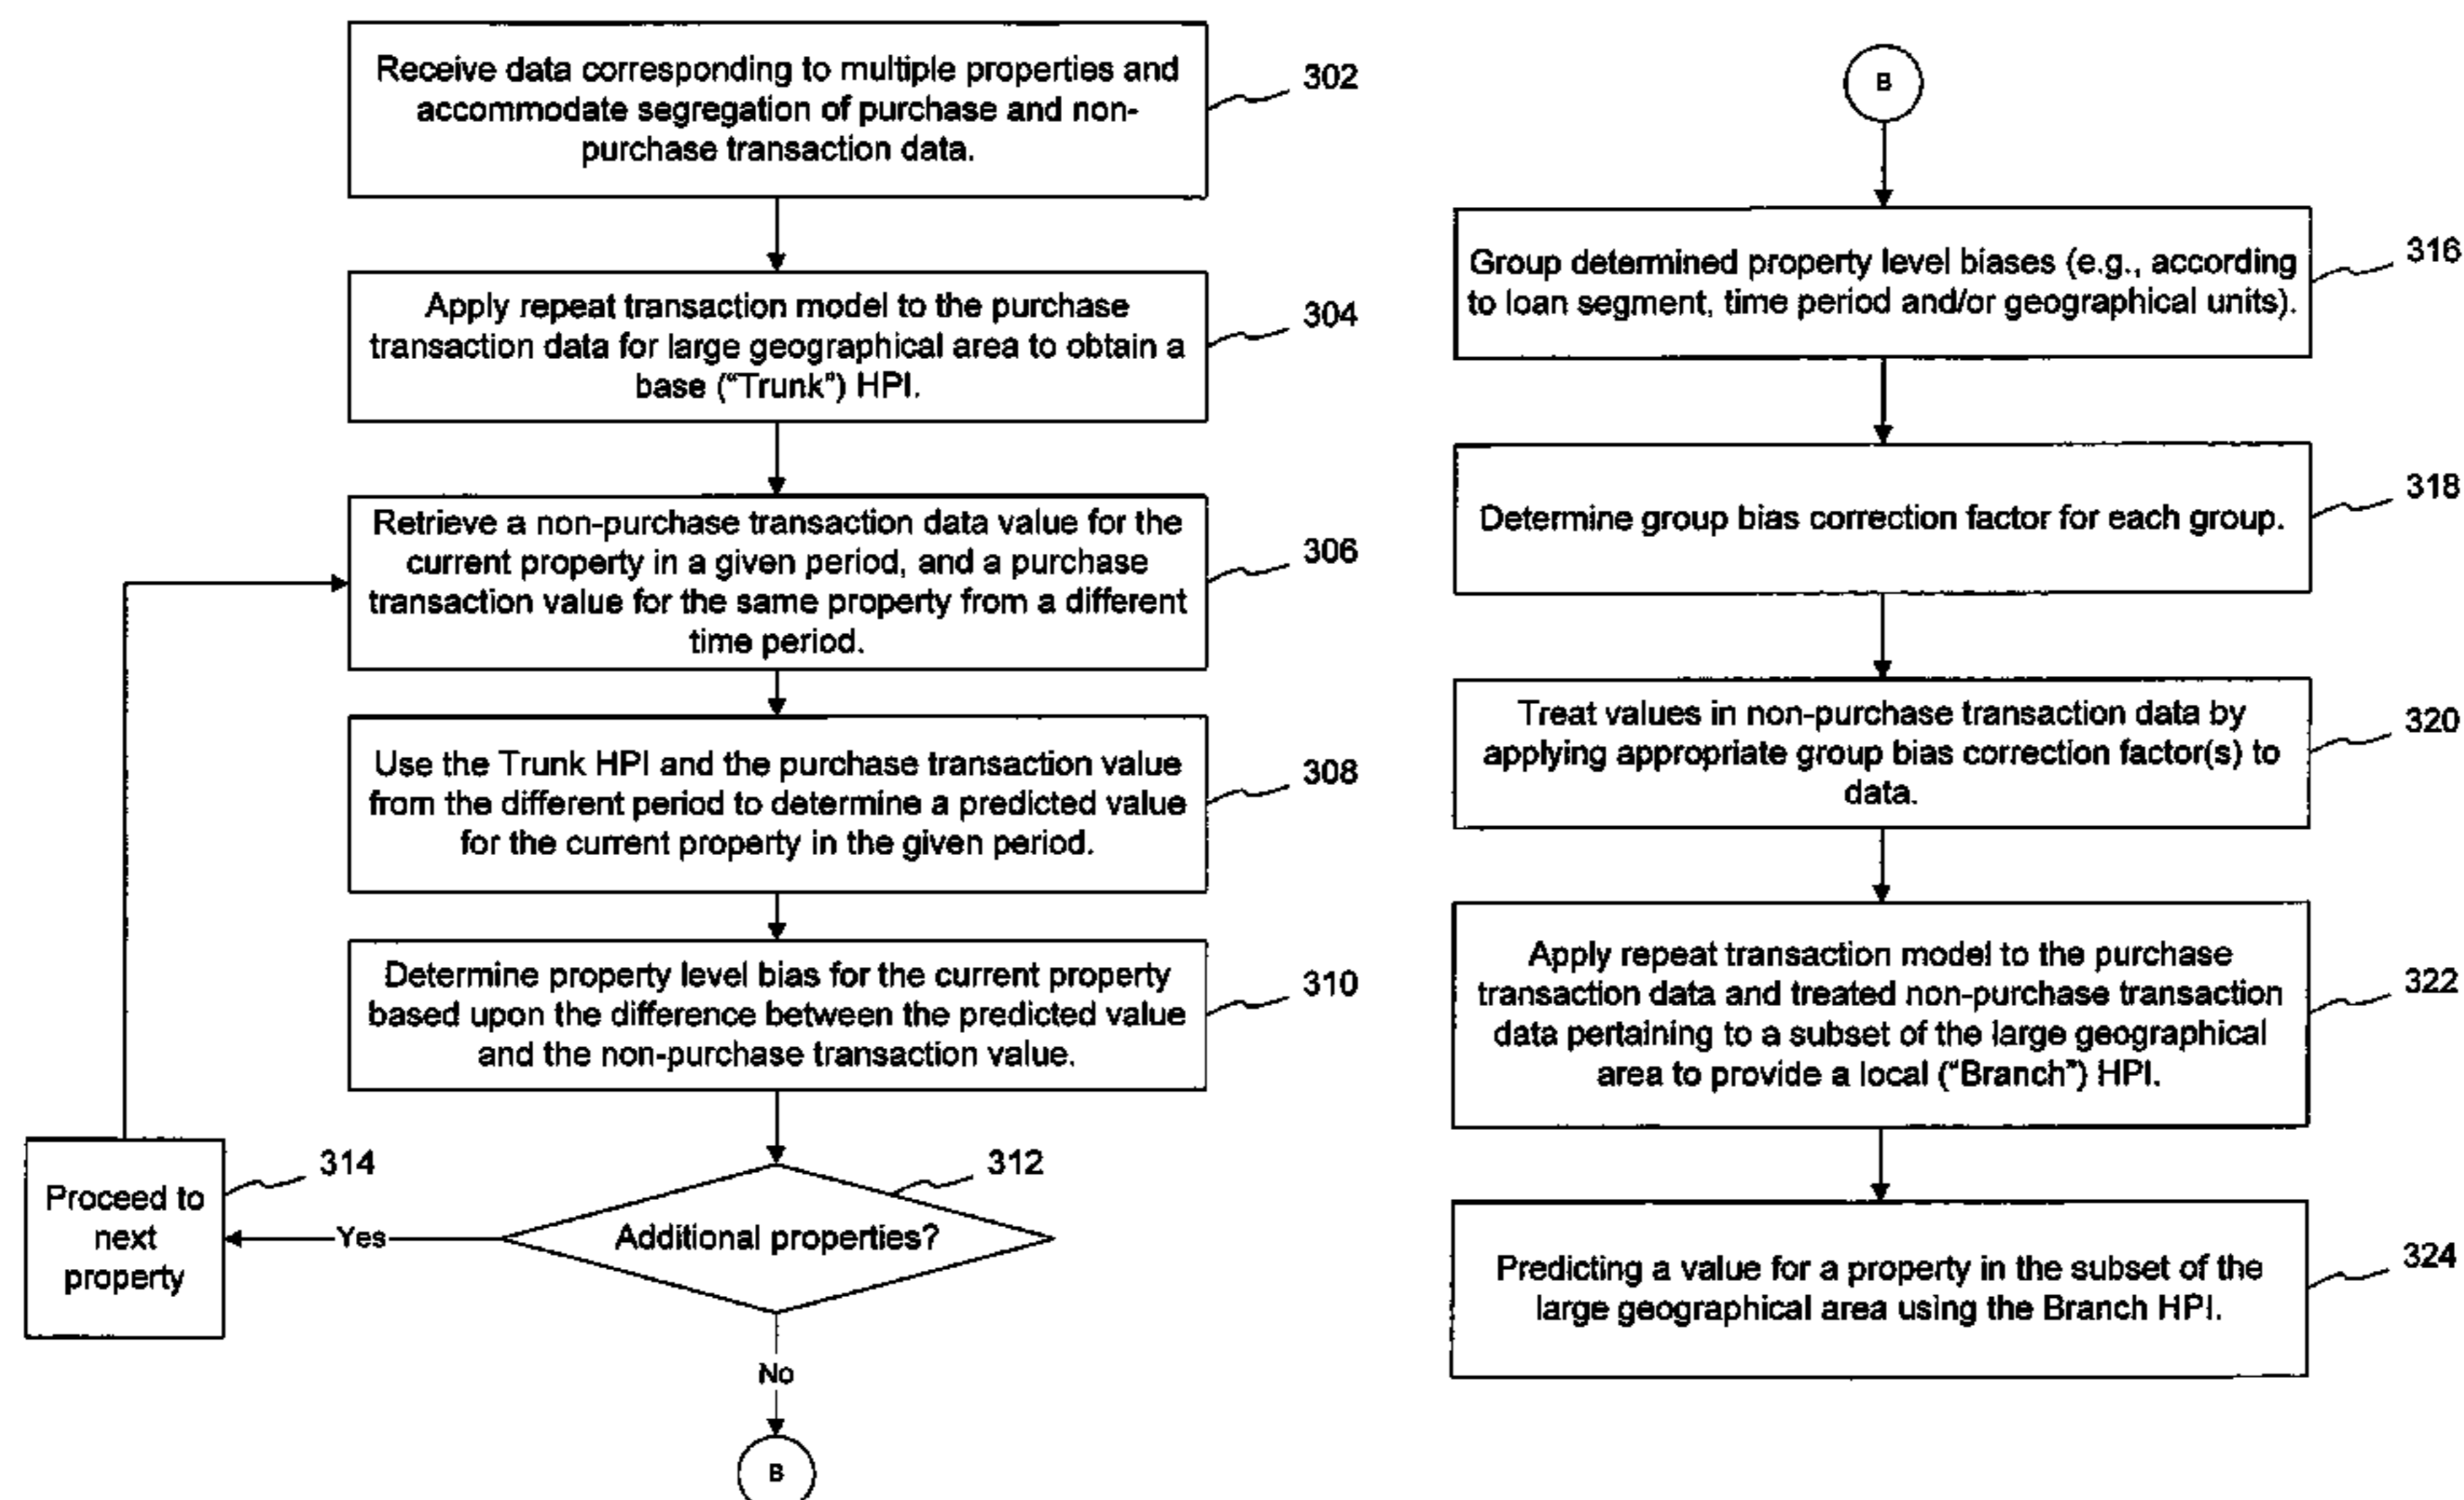 Receive data corresponding to multiple properties and
accommodate segregation of purchase and non-
purchase transaction data.
302
Apply repeat transaction model to the purchase
transaction data for large geographical area to obtain a
base (“Trunk”) HPI.
304
Retrieve a non-purchase transaction data value for the
current property in a given period, and a purchase
transaction value for the same property from a different
time period.
306
Use the Trunk HPI and the purchase transaction value
from the different period to determine a predicted value
for the current property in the given period.
308
Determine property level bias for the current property
based upon the difference between the predicted value
and the non-purchase transaction value.
310
Additional properties?
312
Yes
Proceed to
next
property
314
No
B
B
Group determined property level biases (e.g., according
to loan segment, time period and/or geographical units).
316
Determine group bias correction factor for each group.
318
Treat values in non-purchase transaction data by
applying appropriate group bias correction factor(s) to
data.
320
Apply repeat transaction model to the purchase
transaction data and treated non-purchase transaction
data pertaining to a subset of the large geographical
area to provide a local (“Branch”) HPI.
322
Predicting a value for a property in the subset of the
large geographical area using the Branch HPI.
324